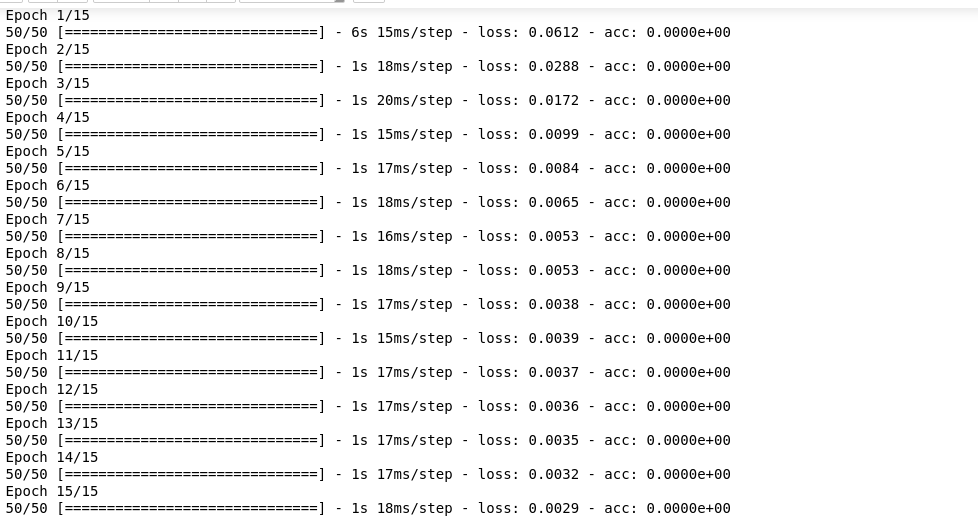 Epoch 1/15
50/50 [==============================] - 6s 15ms/step - loss: 0.0612 - acc: 0.0000e+00
Epoch 2/15
50/50 [==============================] - 1s 18ms/step - loss: 0.0288 - acc: 0.0000e+00
Epoch 3/15
50/50 [==============================] - 1s 20ms/step - loss: 0.0172 - acc: 0.0000e+00
Epoch 4/15
50/50 [==============================] - 1s 15ms/step - loss: 0.0099 - acc: 0.0000e+00
Epoch 5/15
50/50 [==============================] - 1s 17ms/step - loss: 0.0084 - acc: 0.0000e+00
Epoch 6/15
50/50 [==============================] - 1s 18ms/step - loss: 0.0065 - acc: 0.0000e+00
Epoch 7/15
50/50 [==============================] - 1s 16ms/step - loss: 0.0053 - acc: 0.0000e+00
Epoch 8/15
50/50 [==============================] - 1s 18ms/step - loss: 0.0053 - acc: 0.0000e+00
Epoch 9/15
50/50 [==============================] - 1s 17ms/step - loss: 0.0038 - acc: 0.0000e+00
Epoch 10/15
50/50 [==============================] - 1s 15ms/step - loss: 0.0039 - acc: 0.0000e+00
Epoch 11/15
50/50 [==============================] - 1s 17ms/step - loss: 0.0037 - acc: 0.0000e+00
Epoch 12/15
50/50 [==============================] - 1s 17ms/step - loss: 0.0036 - acc: 0.0000e+00
Epoch 13/15
50/50 [==============================] - 1s 17ms/step - loss: 0.0035 - acc: 0.0000e+00
Epoch 14/15
50/50 [==============================] - 1s 17ms/step - loss: 0.0032 - acc: 0.0000e+00
Epoch 15/15
50/50 [==============================] - 1s 18ms/step - loss: 0.0029 - acc: 0.0000e+00